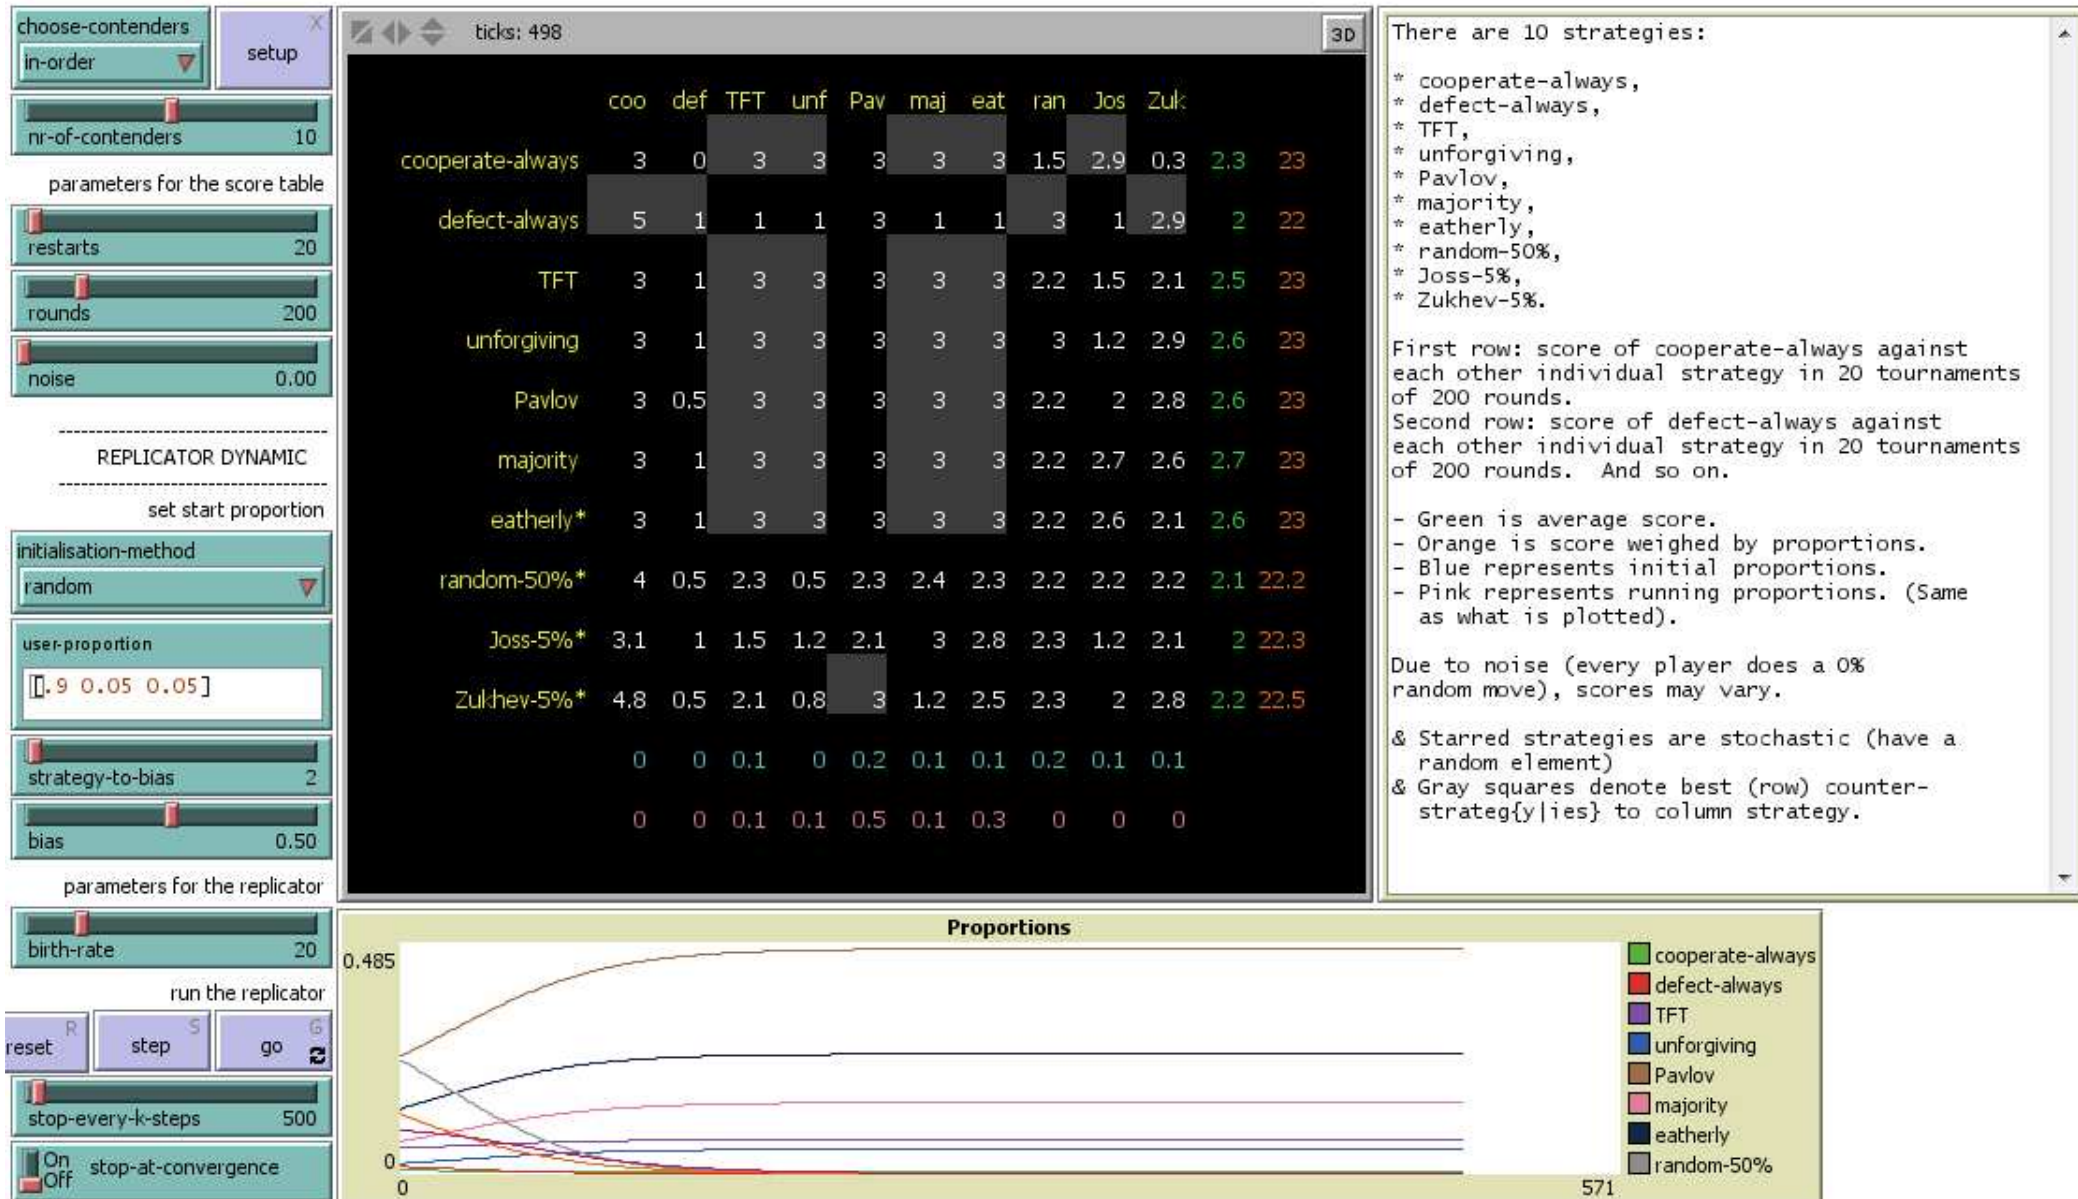 choose-contenders
in-order
X
setup
nr-of-contenders 10
parameters for the score table
restarts 20
rounds 200
noise 0.00
------------------------------
REPLICATOR DYNAMIC
------------------------------
set start proportion
initialisation-method
random
user-proportion
[.9 0.05 0.05]
strategy-to-bias 2
bias 0.50
parameters for the replicator
birth-rate 20
run the replicator
reset R
step S
go G
stop-every-k-steps 500
On
Off
stop-at-convergence
ticks: 498
3D
coo def TFT unf Pav maj eat ran Jos Zuk
cooperate-always 3 0 3 3 3 3 3 1.5 2.9 0.3 2.3 23
defect-always 5 1 1 1 3 1 1 3 1 2.9 2 22
TFT 3 1 3 3 3 3 3 2.2 1.5 2.1 2.5 23
unforgiving 3 1 3 3 3 3 3 3 1.2 2.9 2.6 23
Pavlov 3 0.5 3 3 3 3 3 2.2 2 2.8 2.6 23
majority 3 1 3 3 3 3 3 2.2 2.7 2.6 2.7 23
eatherly* 3 1 3 3 3 3 3 2.2 2.6 2.1 2.6 23
random-50%* 4 0.5 2.3 0.5 2.3 2.4 2.3 2.2 2.2 2.2 2.1 22.2
Joss-5%* 3.1 1 1.5 1.2 2.1 3 2.8 2.3 1.2 2.1 2 22.3
Zukhev-5%* 4.8 0.5 2.1 0.8 3 1.2 2.5 2.3 2 2.8 2.2 22.5
0 0 0.1 0 0.2 0.1 0.1 0.2 0.1 0.1
0 0 0.1 0.1 0.5 0.1 0.3 0 0 0
There are 10 strategies:
* cooperate-always,
* defect-always,
* TFT,
* unforgiving,
* Pavlov,
* majority,
* eatherly,
* random-50%,
* Joss-5%,
* Zukhev-5%.
First row: score of cooperate-always against
each other individual strategy in 20 tournaments
of 200 rounds.
Second row: score of defect-always against
each other individual strategy in 20 tournaments
of 200 rounds.  And so on.
- Green is average score.
- Orange is score weighed by proportions.
- Blue represents initial proportions.
- Pink represents running proportions. (Same
as what is plotted).
Due to noise (every player does a 0%
random move), scores may vary.
& Starred strategies are stochastic (have a
random element)
& Gray squares denote best (row) counter-
strateg{y|ies} to column strategy.
Proportions
0.485
0
0
571
cooperate-always
defect-always
TFT
unforgiving
Pavlov
majority
eatherly
random-50%